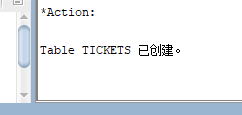 *Action:
Table TICKETS 已创建。